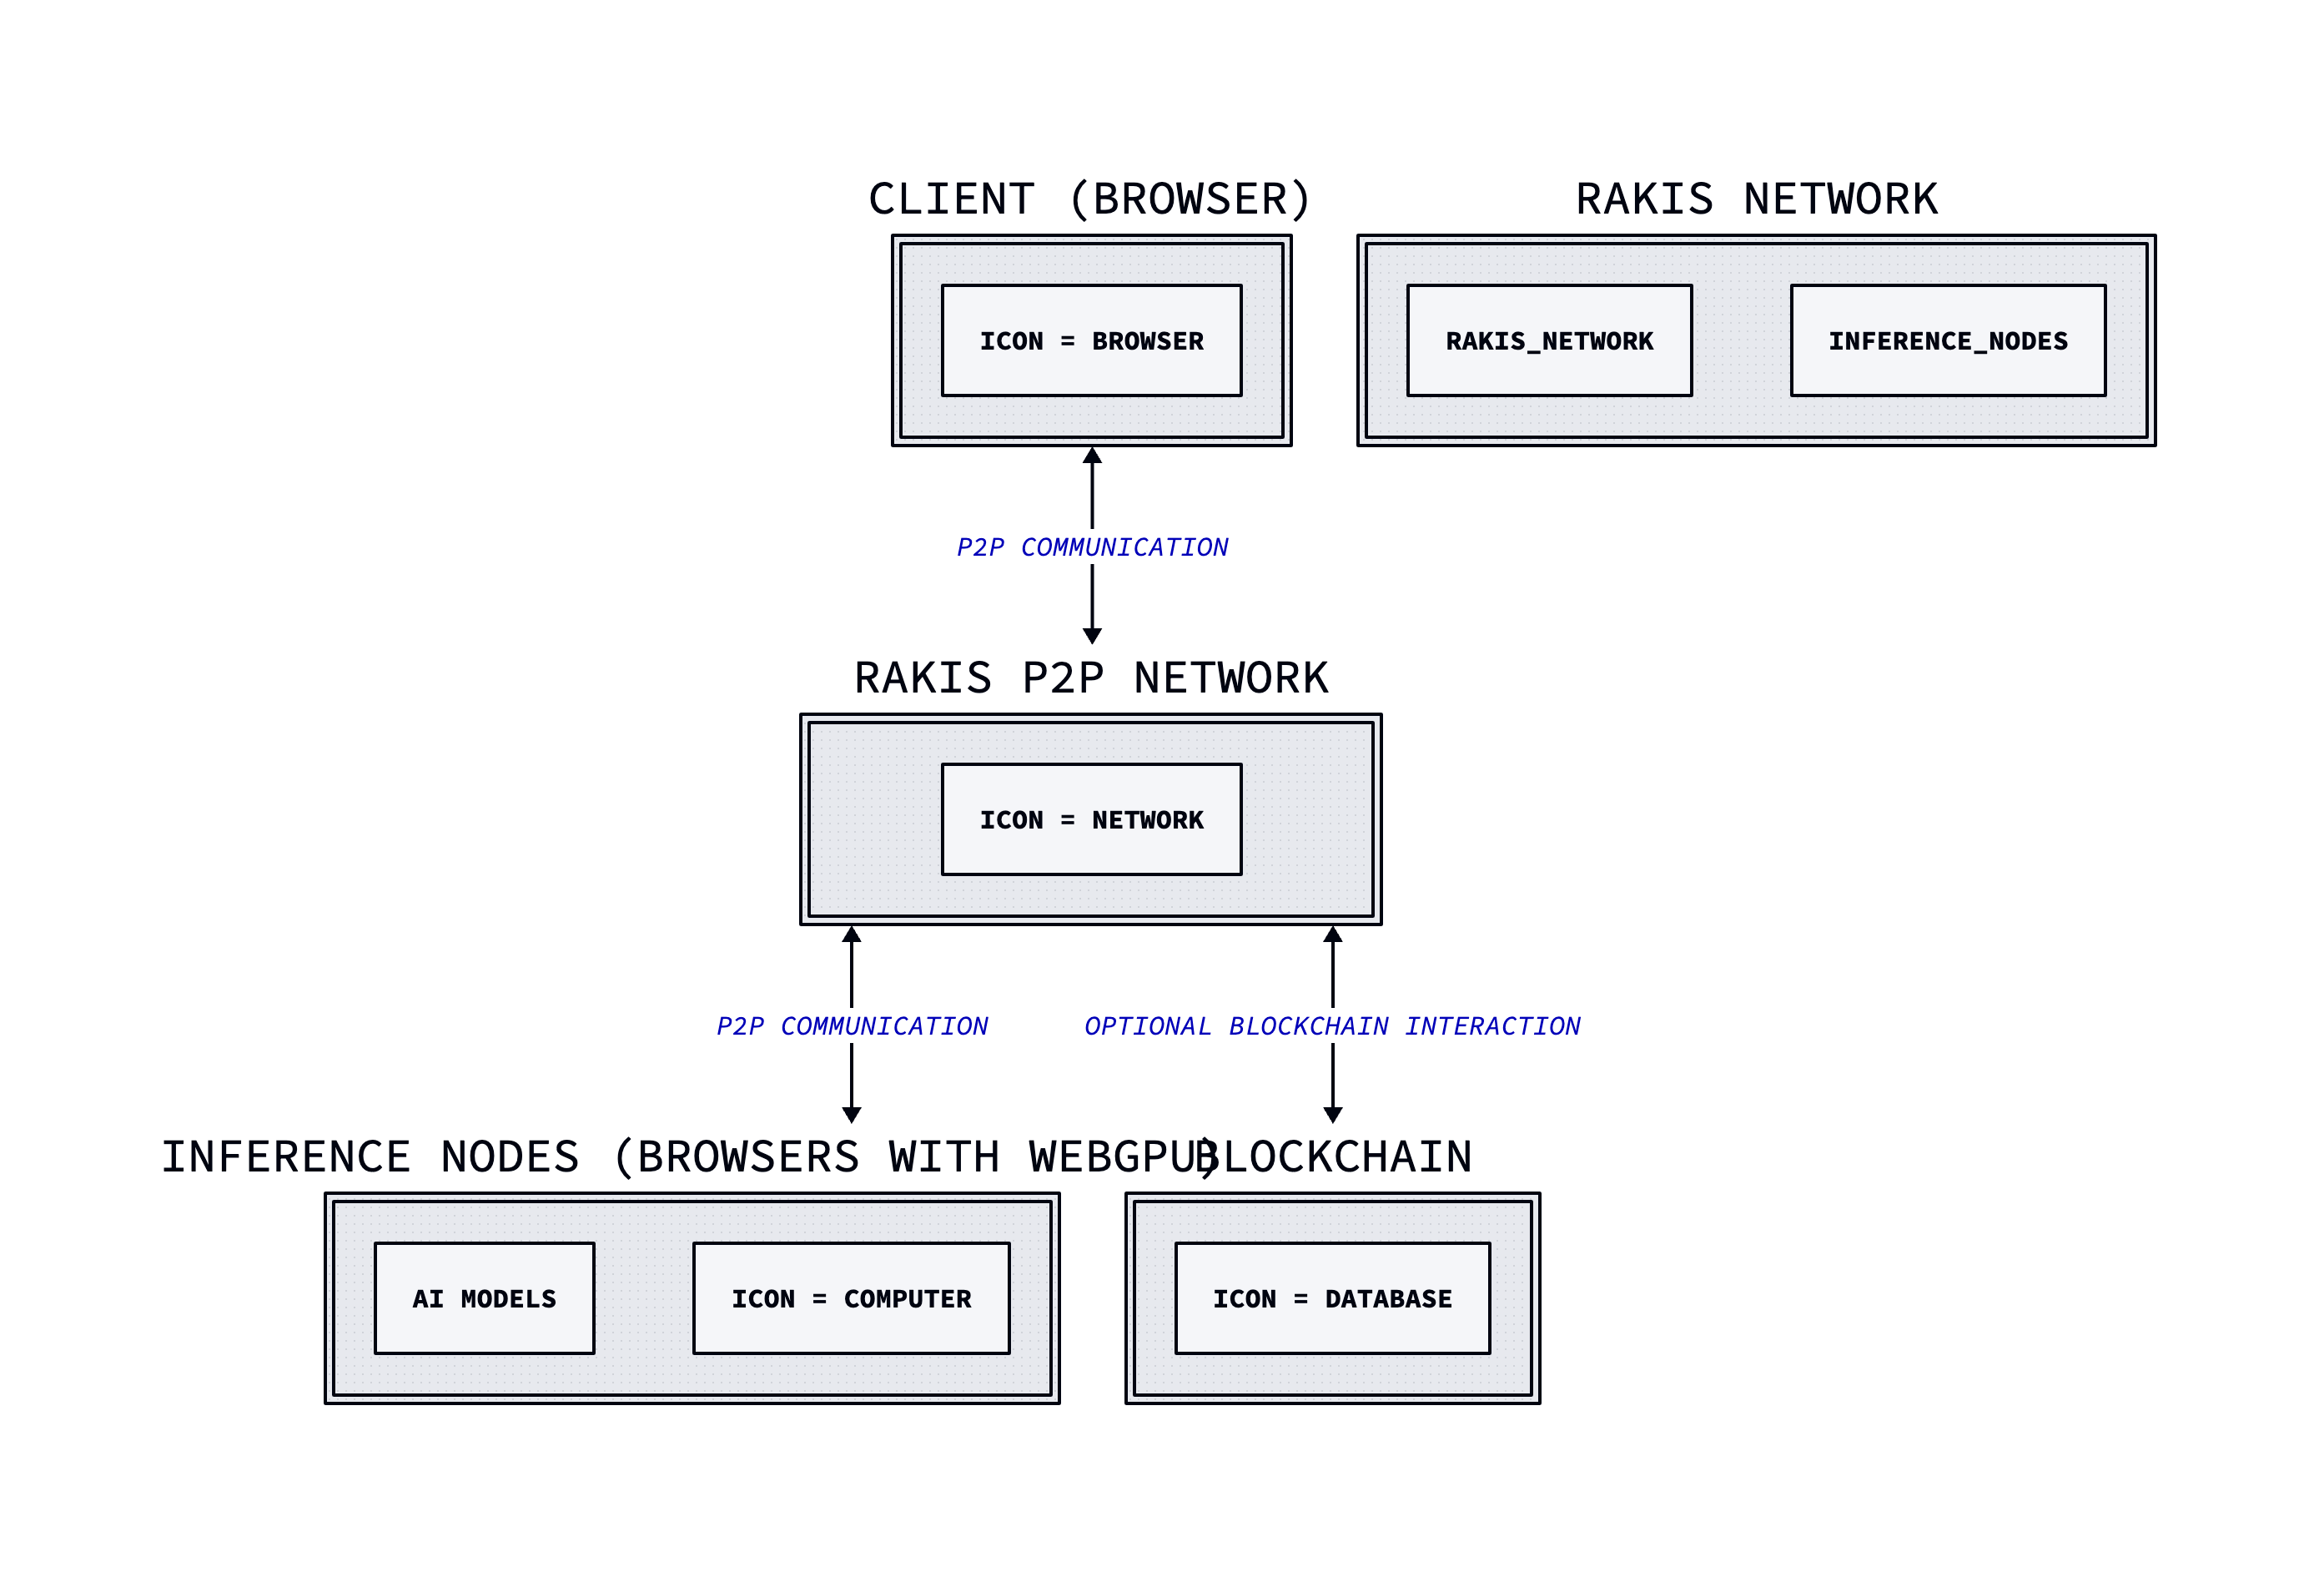 CLIENT (BROWSER)
RAKIS NETWORK
ICON = BROWSER
RAKIS_NETWORK
INFERENCE_NODES
P2P COMMUNICATION
RAKIS P2P NETWORK
ICON = NETWORK
P2P COMMUNICATION
OPTIONAL BLOCKCHAIN INTERACTION
INFERENCE NODES (BROWSERS WITH WEBGPU)
BLOCKCHAIN
AI MODELS
ICON = COMPUTER
ICON = DATABASE